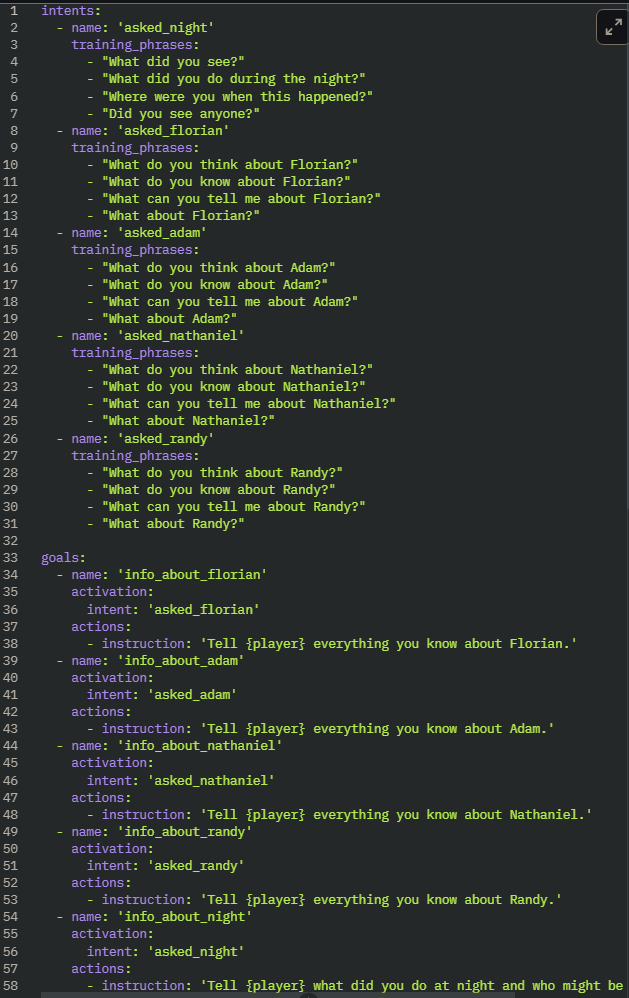 1 intents:
2 - name: 'asked_night'
3 training_phrases:
4 - "What did you see?"
5 - "What did you do during the night?"
6 - "Where were you when this happened?"
7 - "Did you see anyone?"
8 - name: 'asked_florian'
9 training_phrases:
10 - "What do you think about Florian?"
11 - "What do you know about Florian?"
12 - "What can you tell me about Florian?"
13 - "What about Florian?"
14 - name: 'asked_adam'
15 training_phrases:
16 - "What do you think about Adam?"
17 - "What do you know about Adam?"
18 - "What can you tell me about Adam?"
19 - "What about Adam?"
20 - name: 'asked_nathaniel'
21 training_phrases:
22 - "What do you think about Nathaniel?"
23 - "What do you know about Nathaniel?"
24 - "What can you tell me about Nathaniel?"
25 - "What about Nathaniel?"
26 - name: 'asked_randy'
27 training_phrases:
28 - "What do you think about Randy?"
29 - "What do you know about Randy?"
30 - "What can you tell me about Randy?"
31 - "What about Randy?"
32
33 goals:
34 - name: 'info_about_florian'
35 activation:
36 intent: 'asked_florian'
37 actions:
38 - instruction: 'Tell {player} everything you know about Florian.'
39 - name: 'info_about_adam'
40 activation:
41 intent: 'asked_adam'
42 actions:
43 - instruction: 'Tell {player} everything you know about Adam.'
44 - name: 'info_about_nathaniel'
45 activation:
46 intent: 'asked_nathaniel'
47 actions:
48 - instruction: 'Tell {player} everything you know about Nathaniel.'
49 - name: 'info_about_randy'
50 activation:
51 intent: 'asked_randy'
52 actions:
53 - instruction: 'Tell {player} everything you know about Randy.'
54 - name: 'info_about_night'
55 activation:
56 intent: 'asked_night'
57 actions:
58 - instruction: 'Tell {player} what did you do at night and who might be